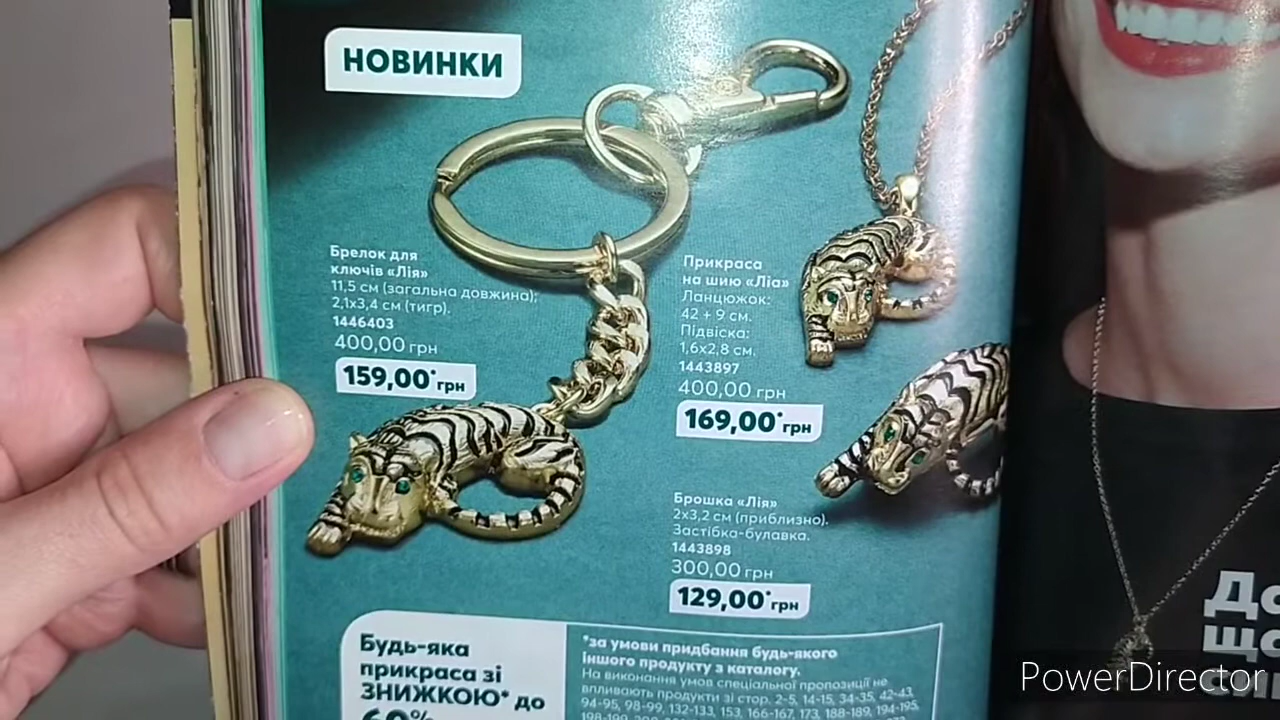 НОВИНКИ
Брелок для
ключів «Лія»
11,5 см (загальна довжина);
2,1х3,4 см (тигр).
1446403
400,00 грн
159,00* грн
Прикраса
на шию «Ліа»
Ланцюжок:
42 + 9 см.
Підвіска:
1,6х2,8 см.
1443897
400,00 грн
169,00* грн
Брошка «Лія»
2х3,2 см (приблизно).
Застібка-булавка.
1443898
300,00 грн
129,00* грн
Будь-яка
прикраса зі
ЗНИЖКОЮ* до
*за умови придбання будь-якого
іншого продукту з каталогу.
На виконання умов спеціальної пропозиції не
впливають продукти зі стор. 2-5, 14-15, 34-35, 42-43,
94-95, 98-99, 132-133, 153, 166-167, 173, 188-189, 194-195,
PowerDirector